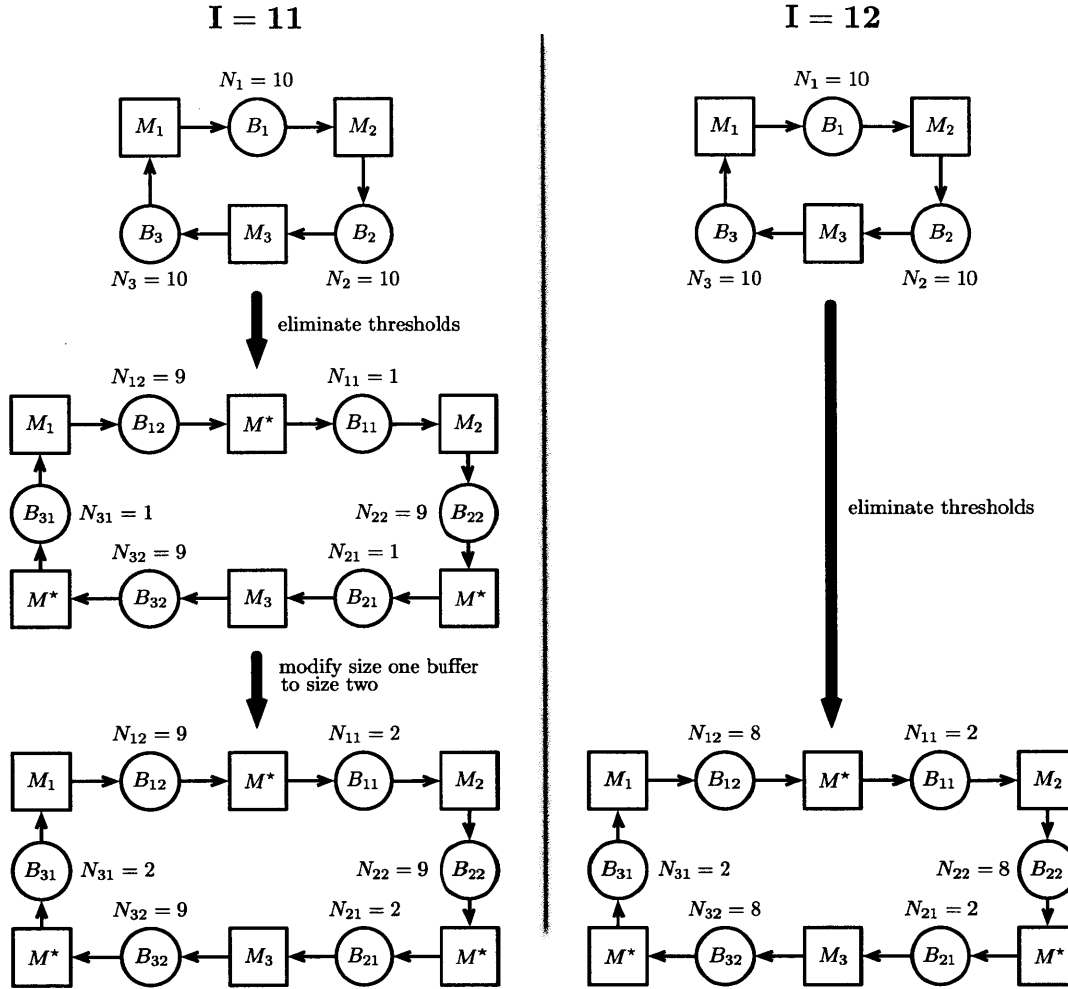 I = 11
N₁ = 10
M₁ B₁ M₂
B₃ M₃ B₂
N₃ = 10 N₂ = 10
eliminate thresholds
N₁₂ = 9 N₁₁ = 1
M₁ B₁₂ M⋆ B₁₁ M₂
B₃₁ N₃₁ = 1 N₂₂ = 9 B₂₂
N₃₂ = 9 N₂₁ = 1
M⋆ B₃₂ M₃ B₂₁ M⋆
modify size one buffer
to size two
N₁₂ = 9 N₁₁ = 2
M₁ B₁₂ M⋆ B₁₁ M₂
B₃₁ N₃₁ = 2 N₂₂ = 9 B₂₂
N₃₂ = 9 N₂₁ = 2
M⋆ B₃₂ M₃ B₂₁ M⋆
I = 12
N₁ = 10
M₁ B₁ M₂
B₃ M₃ B₂
N₃ = 10 N₂ = 10
eliminate thresholds
N₁₂ = 8 N₁₁ = 2
M₁ B₁₂ M⋆ B₁₁ M₂
B₃₁ N₃₁ = 2 N₂₂ = 8 B₂₂
N₃₂ = 8 N₂₁ = 2
M⋆ B₃₂ M₃ B₂₁ M⋆